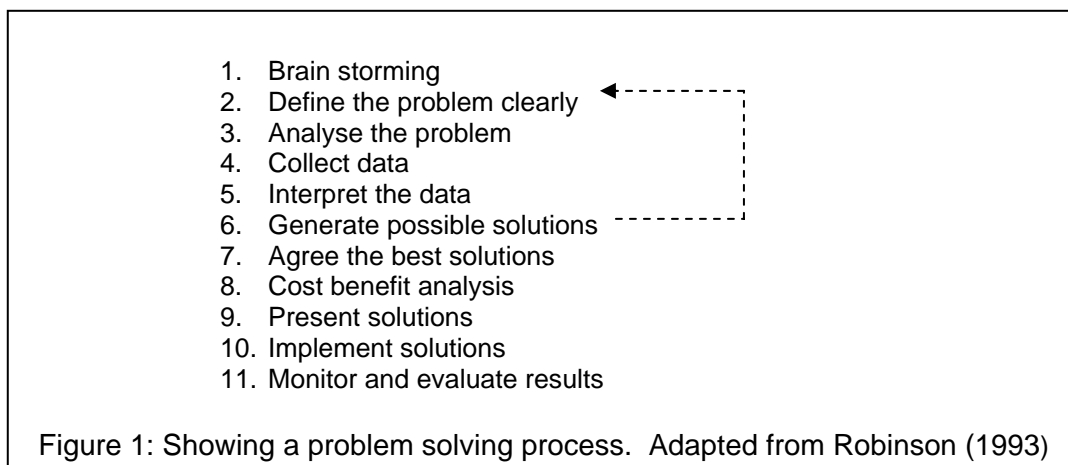 1. Brain storming
2. Define the problem clearly
3. Analyse the problem
4. Collect data
5. Interpret the data
6. Generate possible solutions
7. Agree the best solutions
8. Cost benefit analysis
9. Present solutions
10. Implement solutions
11. Monitor and evaluate results
Figure 1: Showing a problem solving process. Adapted from Robinson (1993)